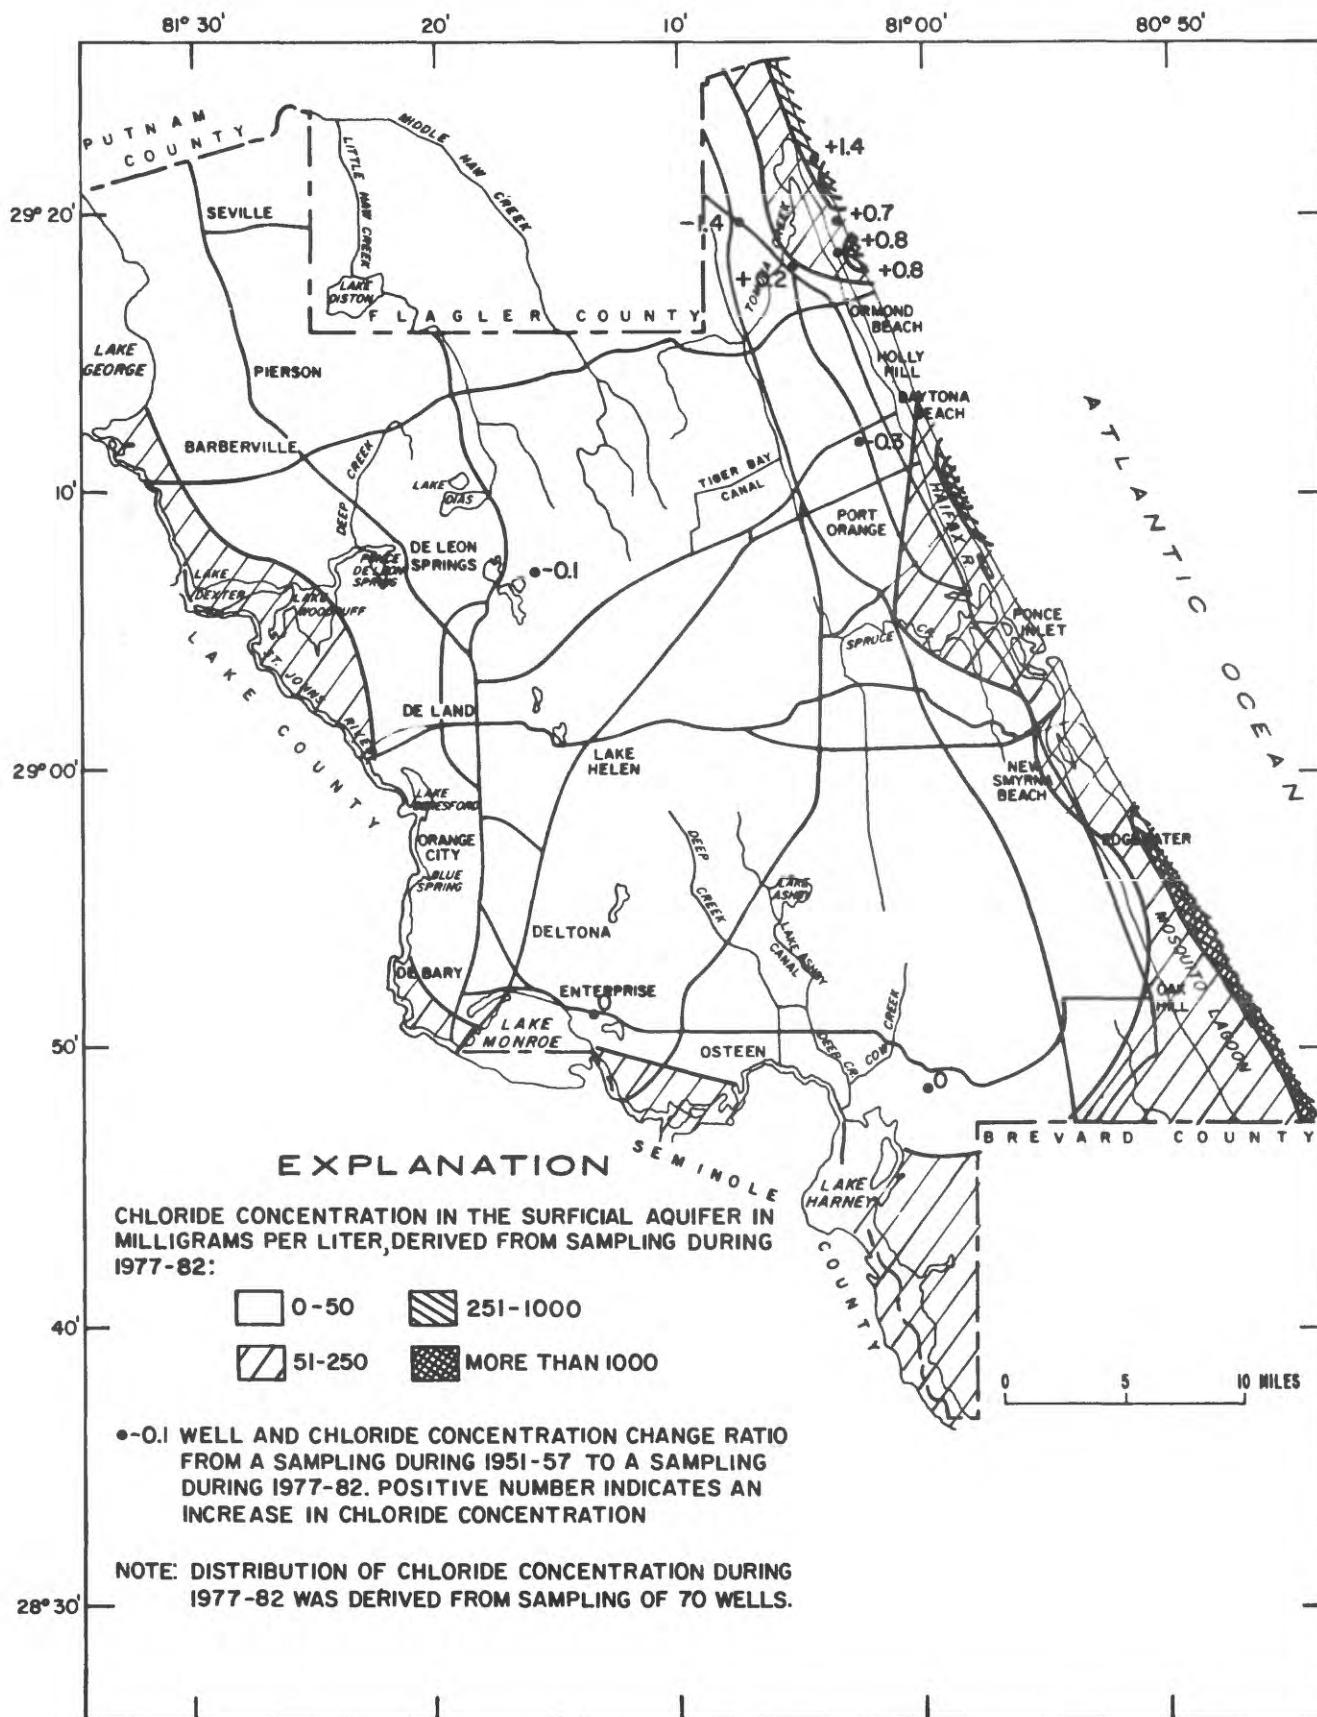 81° 30'
20'
10'
81° 00'
80° 50'
PUTNAM
COUNTY
LITTLE HAW CREEK
MIDDLE HAW CREEK
+1.4
29° 20'
SEVILLE
+0.7
+0.8
+0.8
TOMOKA CREEK
LAKE
DISTON
FLAGLER COUNTY
ORMOND
BEACH
LAKE
GEORGE
PIERSON
HOLLY
HILL
DAYTONA
BEACH
ATLANTIC OCEAN
BARBERVILLE
-0.3
DEEP CREEK
TIGER BAY
CANAL
10'
LAKE
DIAS
HALIFAX R.
PORT
ORANGE
DE LEON
SPRINGS
PONCE
DE LEON
SPRING
-0.1
LAKE
DEXTER
LAKE
WOODRUFF
PONCE
INLET
SPRUCE CR.
LAKE COUNTY
ST. JOHNS RIVER
DE LAND
29° 00'
LAKE
HELEN
NEW
SMYRNA
BEACH
LAKE
BERESFORD
ORANGE
CITY
EDGEWATER
BLUE
SPRING
DEEP CREEK
LAKE
ASHBY
DELTONA
LAKE ASHBY
CANAL
MOSQUITO LAGOON
DE BARY
ENTERPRISE
0
OAK
HILL
LAKE
MONROE
COW CREEK
50'
OSTEEN
DEEP CR.
0
BREVARD COUNTY
SEMINOLE COUNTY
LAKE
HARNEY
EXPLANATION
CHLORIDE CONCENTRATION IN THE SURFICIAL AQUIFER IN
MILLIGRAMS PER LITER, DERIVED FROM SAMPLING DURING
1977-82:
0-50
251-1000
40'
51-250
MORE THAN 1000
0 5 10 MILES
-0.1 WELL AND CHLORIDE CONCENTRATION CHANGE RATIO
FROM A SAMPLING DURING 1951-57 TO A SAMPLING
DURING 1977-82. POSITIVE NUMBER INDICATES AN
INCREASE IN CHLORIDE CONCENTRATION
NOTE: DISTRIBUTION OF CHLORIDE CONCENTRATION DURING
1977-82 WAS DERIVED FROM SAMPLING OF 70 WELLS.
28° 30'